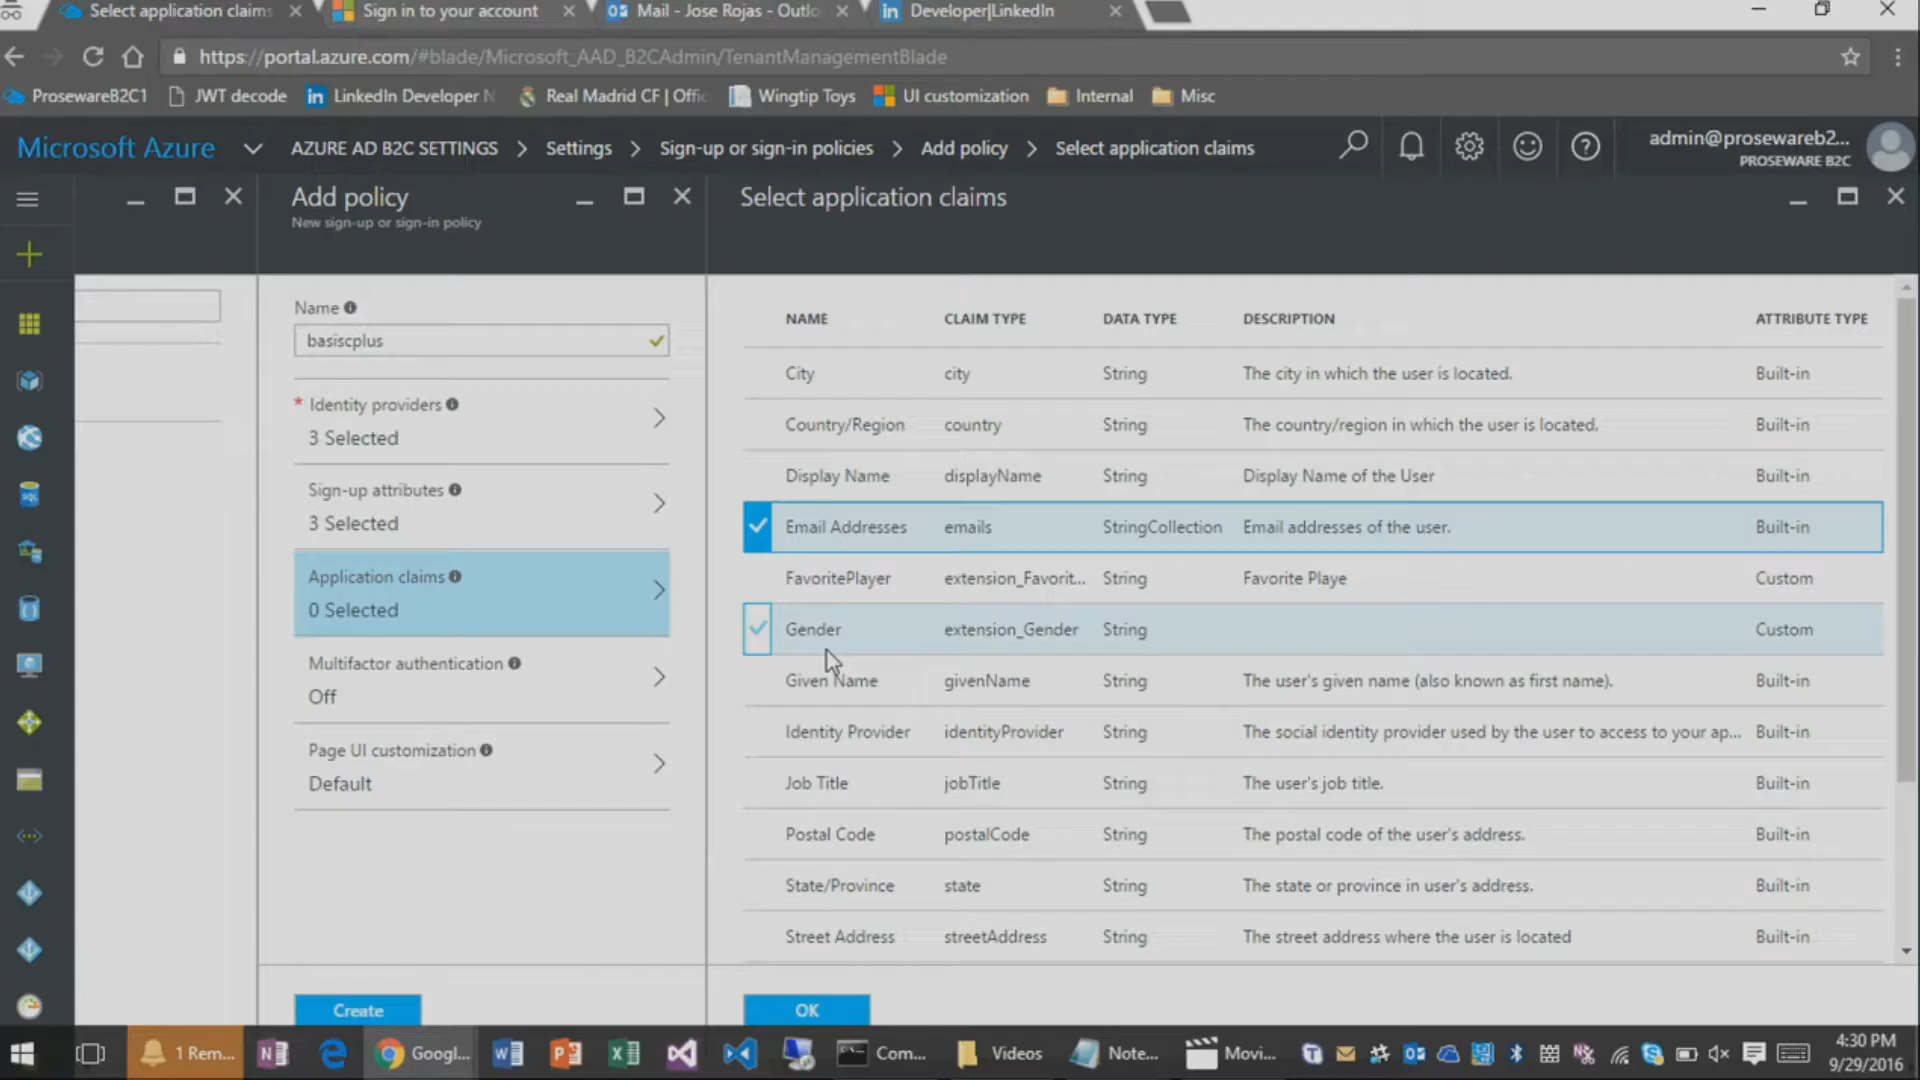 Select application claims
Sign in to your account
Mail - Jose Rojas - Outlo
Developer|LinkedIn
https://portal.azure.com/#blade/Microsoft_AAD_B2CAdmin/TenantManagementBlade
ProsewareB2C1
JWT decode
LinkedIn Developer N
Real Madrid CF | Offic
Wingtip Toys
UI customization
Internal
Misc
Microsoft Azure
AZURE AD B2C SETTINGS > Settings > Sign-up or sign-in policies > Add policy > Select application claims
admin@prosewareb2...
PROSEWARE B2C
Add policy
New sign-up or sign-in policy
Name
basiscplus
* Identity providers
3 Selected
Sign-up attributes
3 Selected
Application claims
0 Selected
Multifactor authentication
Off
Page UI customization
Default
Create
Select application claims
NAME CLAIM TYPE DATA TYPE DESCRIPTION ATTRIBUTE TYPE
City city String The city in which the user is located. Built-in
Country/Region country String The country/region in which the user is located. Built-in
Display Name displayName String Display Name of the User Built-in
Email Addresses emails StringCollection Email addresses of the user. Built-in
FavoritePlayer extension_Favorit... String Favorite Playe Custom
Gender extension_Gender String Custom
Given Name givenName String The user's given name (also known as first name). Built-in
Identity Provider identityProvider String The social identity provider used by the user to access to your ap... Built-in
Job Title jobTitle String The user's job title. Built-in
Postal Code postalCode String The postal code of the user's address. Built-in
State/Province state String The state or province in user's address. Built-in
Street Address streetAddress String The street address where the user is located Built-in
OK
1 Rem...
Googl...
Com...
Videos
Note...
Movi...
4:30 PM
9/29/2016